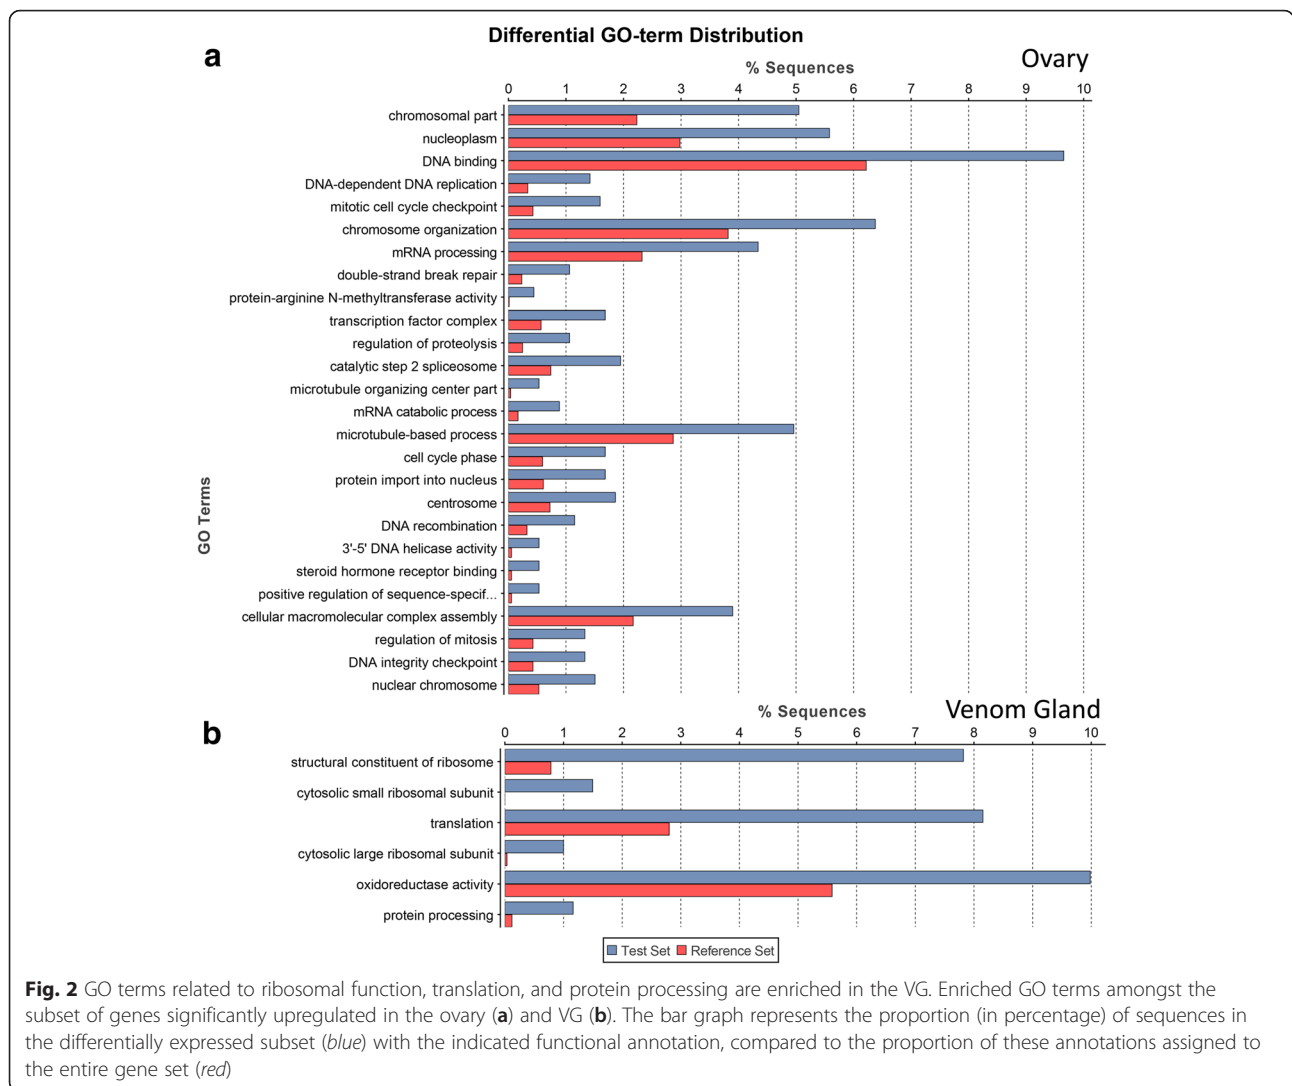 Differential GO-term Distribution
a
Ovary
% Sequences
0 1 2 3 4 5 6 7 8 9 10
chromosomal part
nucleoplasm
DNA binding
DNA-dependent DNA replication
mitotic cell cycle checkpoint
chromosome organization
mRNA processing
double-strand break repair
protein-arginine N-methyltransferase activity
transcription factor complex
regulation of proteolysis
catalytic step 2 spliceosome
microtubule organizing center part
mRNA catabolic process
microtubule-based process
cell cycle phase
protein import into nucleus
centrosome
DNA recombination
3'-5' DNA helicase activity
steroid hormone receptor binding
positive regulation of sequence-specif...
cellular macromolecular complex assembly
regulation of mitosis
DNA integrity checkpoint
nuclear chromosome
GO Terms
b
% Sequences
Venom Gland
0 1 2 3 4 5 6 7 8 9 10
structural constituent of ribosome
cytosolic small ribosomal subunit
translation
cytosolic large ribosomal subunit
oxidoreductase activity
protein processing
Test Set Reference Set
Fig. 2 GO terms related to ribosomal function, translation, and protein processing are enriched in the VG. Enriched GO terms amongst the
subset of genes significantly upregulated in the ovary (a) and VG (b). The bar graph represents the proportion (in percentage) of sequences in
the differentially expressed subset (blue) with the indicated functional annotation, compared to the proportion of these annotations assigned to
the entire gene set (red)